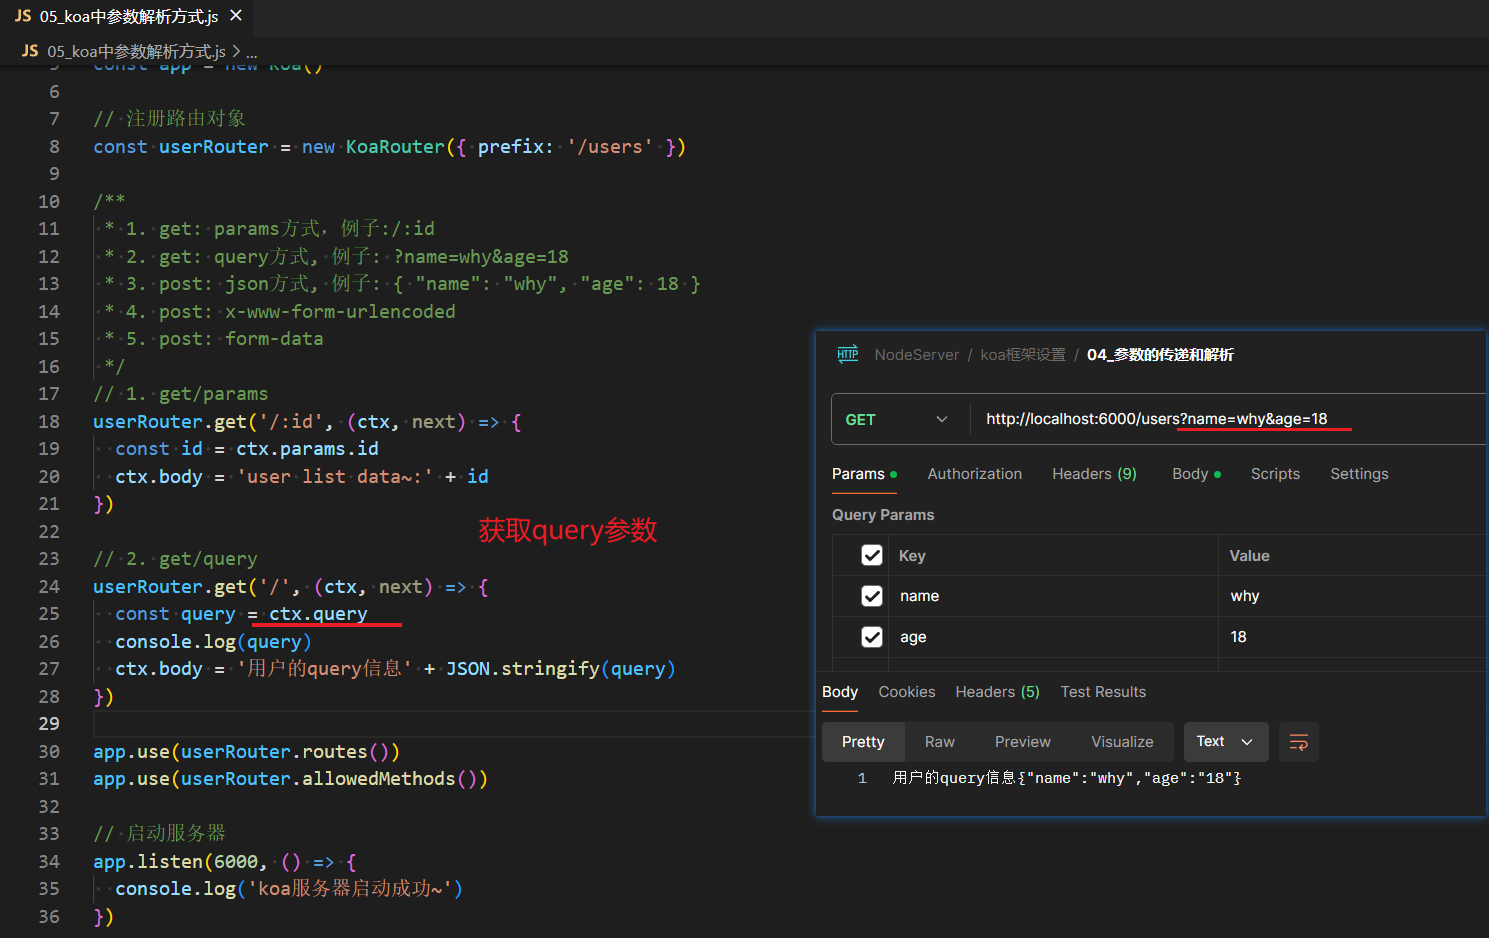 JS 05_koa中参数解析方式.js ×
JS 05_koa中参数解析方式.js > ...
5 const app = new Koa()
6
7 // 注册路由对象
8 const userRouter = new KoaRouter({ prefix: '/users' })
9
10 /**
11 * 1. get: params方式，例子:/:id
12 * 2. get: query方式, 例子: ?name=why&age=18
13 * 3. post: json方式, 例子: { "name": "why", "age": 18 }
14 * 4. post: x-www-form-urlencoded
15 * 5. post: form-data
16 */
17 // 1. get/params
18 userRouter.get('/:id', (ctx, next) => {
19 const id = ctx.params.id
20 ctx.body = 'user list data~:' + id
21 })
22
获取query参数
23 // 2. get/query
24 userRouter.get('/', (ctx, next) => {
25 const query = ctx.query
26 console.log(query)
27 ctx.body = '用户的query信息' + JSON.stringify(query)
28 })
29
30 app.use(userRouter.routes())
31 app.use(userRouter.allowedMethods())
32
33 // 启动服务器
34 app.listen(6000, () => {
35 console.log('koa服务器启动成功~')
36 })
HTTP NodeServer / koa框架设置 / 04_参数的传递和解析
GET http://localhost:6000/users?name=why&age=18
Params Authorization Headers (9) Body Scripts Settings
Query Params
Key Value
name why
age 18
Body Cookies Headers (5) Test Results
Pretty Raw Preview Visualize Text
1 用户的query信息{"name":"why","age":"18"}